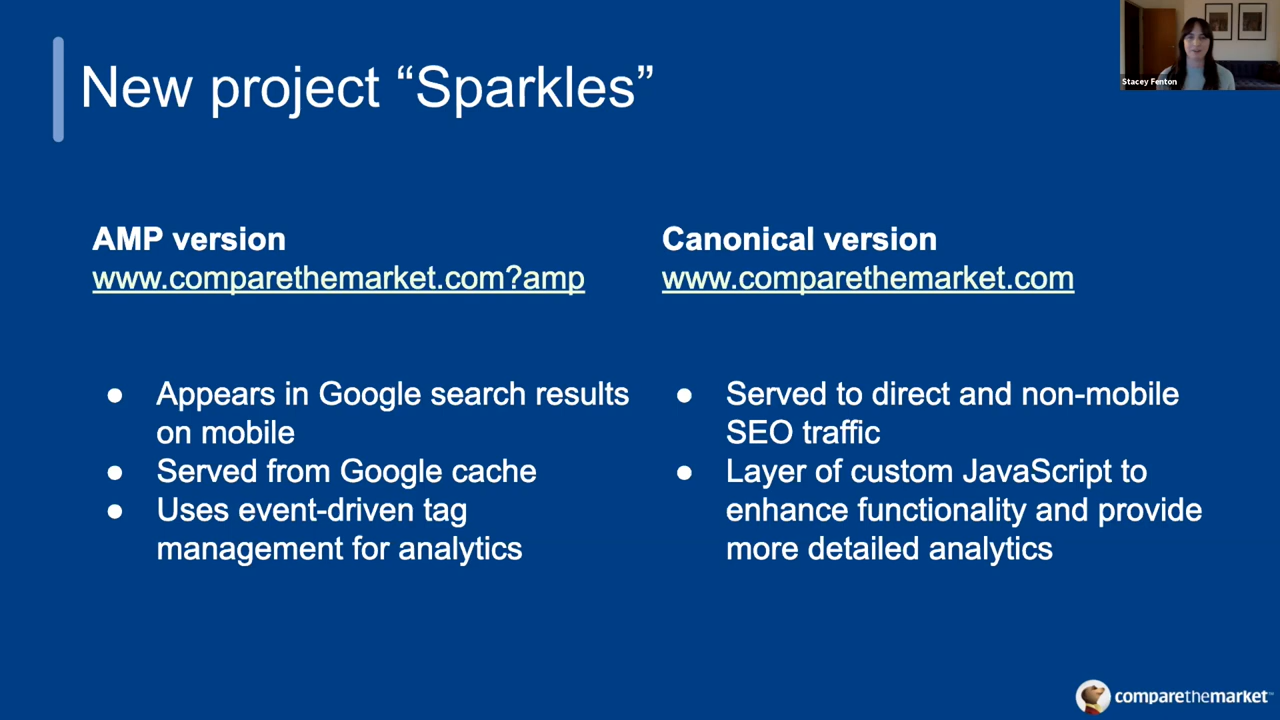 New project “Sparkles”
Stacey Fenton
AMP version
www.comparethemarket.com?amp
● Appears in Google search results
on mobile
● Served from Google cache
● Uses event-driven tag
management for analytics
Canonical version
www.comparethemarket.com
● Served to direct and non-mobile
SEO traffic
● Layer of custom JavaScript to
enhance functionality and provide
more detailed analytics
comparethemarket™